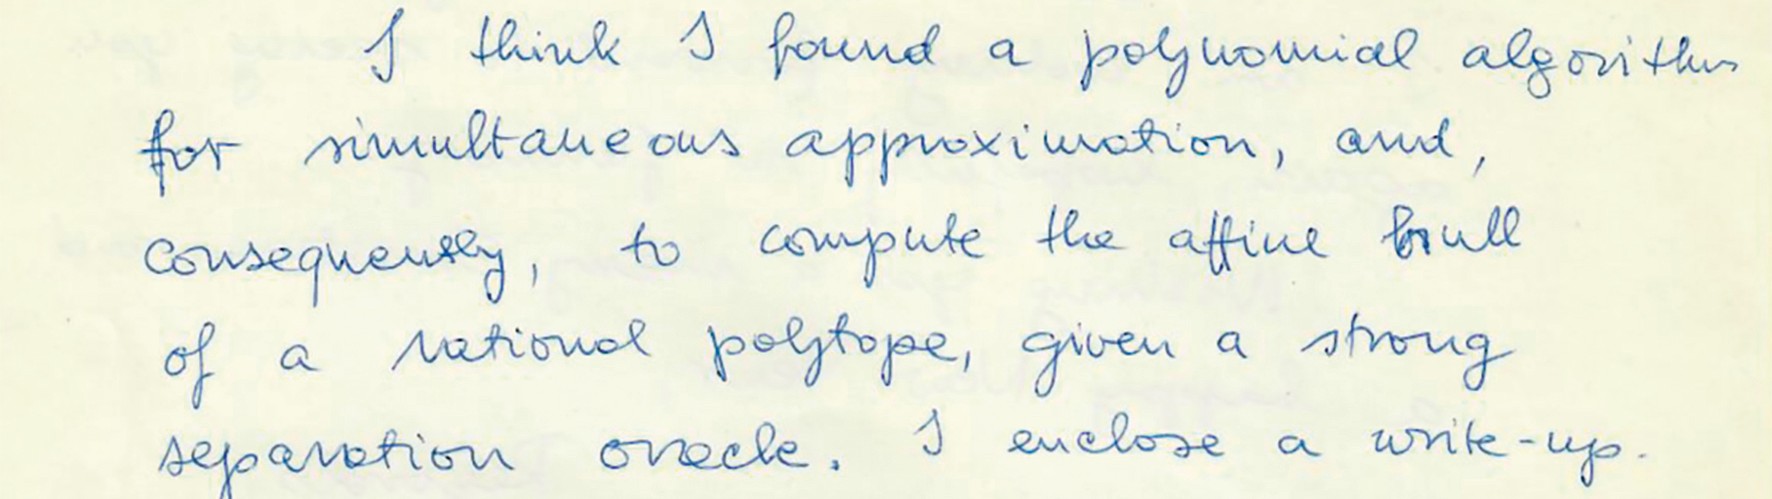 I think I found a polynomial algorithm
for simultaneous approximation, and,
consequently, to compute the affine hull
of a rational polytope, given a strong
separation oracle. I enclose a write-up.